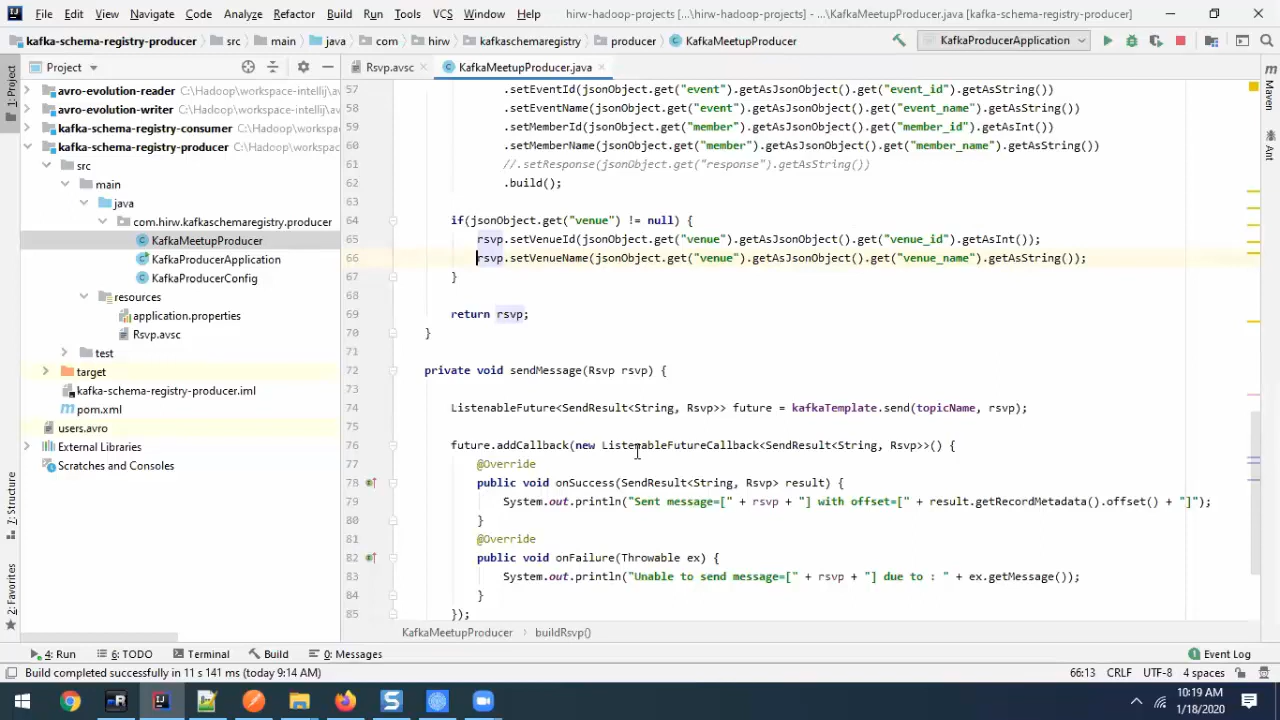 File Edit View Navigate Code Analyze Refactor Build Run Tools VCS Window Help hirw-hadoop-projects [...\hirw-hadoop-projects] - ...\KafkaMeetupProducer.java [kafka-schema-registry-producer]
kafka-schema-registry-producer src main java com hirw kafkaschemaregistry producer KafkaMeetupProducer KafkaProducerApplication
Project Rsvp.avsc KafkaMeetupProducer.java
1: Project
7: Structure
2: Favorites
Maven
Ant
avro-evolution-reader C:\Hadoop\workspace-intellij\
avro-evolution-writer C:\Hadoop\workspace-intellij\
kafka-schema-registry-consumer C:\Hadoop\workspa
kafka-schema-registry-producer C:\Hadoop\workspac
src
main
java
com.hirw.kafkaschemaregistry.producer
KafkaMeetupProducer
KafkaProducerApplication
KafkaProducerConfig
resources
application.properties
Rsvp.avsc
test
target
kafka-schema-registry-producer.iml
pom.xml
users.avro
External Libraries
Scratches and Consoles
57 .setEventId(jsonObject.get("event").getAsJsonObject().get("event_id").getAsString())
58 .setEventName(jsonObject.get("event").getAsJsonObject().get("event_name").getAsString())
59 .setMemberId(jsonObject.get("member").getAsJsonObject().get("member_id").getAsInt())
60 .setMemberName(jsonObject.get("member").getAsJsonObject().get("member_name").getAsString())
61 //.setResponse(jsonObject.get("response").getAsString())
62 .build();
63
64 if(jsonObject.get("venue") != null) {
65 rsvp.setVenueId(jsonObject.get("venue").getAsJsonObject().get("venue_id").getAsInt());
66 rsvp.setVenueName(jsonObject.get("venue").getAsJsonObject().get("venue_name").getAsString());
67 }
68
69 return rsvp;
70 }
71
72 private void sendMessage(Rsvp rsvp) {
73
74 ListenableFuture<SendResult<String, Rsvp>> future = kafkaTemplate.send(topicName, rsvp);
75
76 future.addCallback(new ListenableFutureCallback<SendResult<String, Rsvp>>() {
77 @Override
78 public void onSuccess(SendResult<String, Rsvp> result) {
79 System.out.println("Sent message=[" + rsvp + "] with offset=[" + result.getRecordMetadata().offset() + "]");
80 }
81 @Override
82 public void onFailure(Throwable ex) {
83 System.out.println("Unable to send message=[" + rsvp + "] due to : " + ex.getMessage());
84 }
85 });
KafkaMeetupProducer › buildRsvp()
4: Run 6: TODO Terminal Build 0: Messages Event Log
Build completed successfully in 11 s 141 ms (today 9:14 AM) 66:13 CRLF UTF-8 4 spaces
10:19 AM
1/18/2020